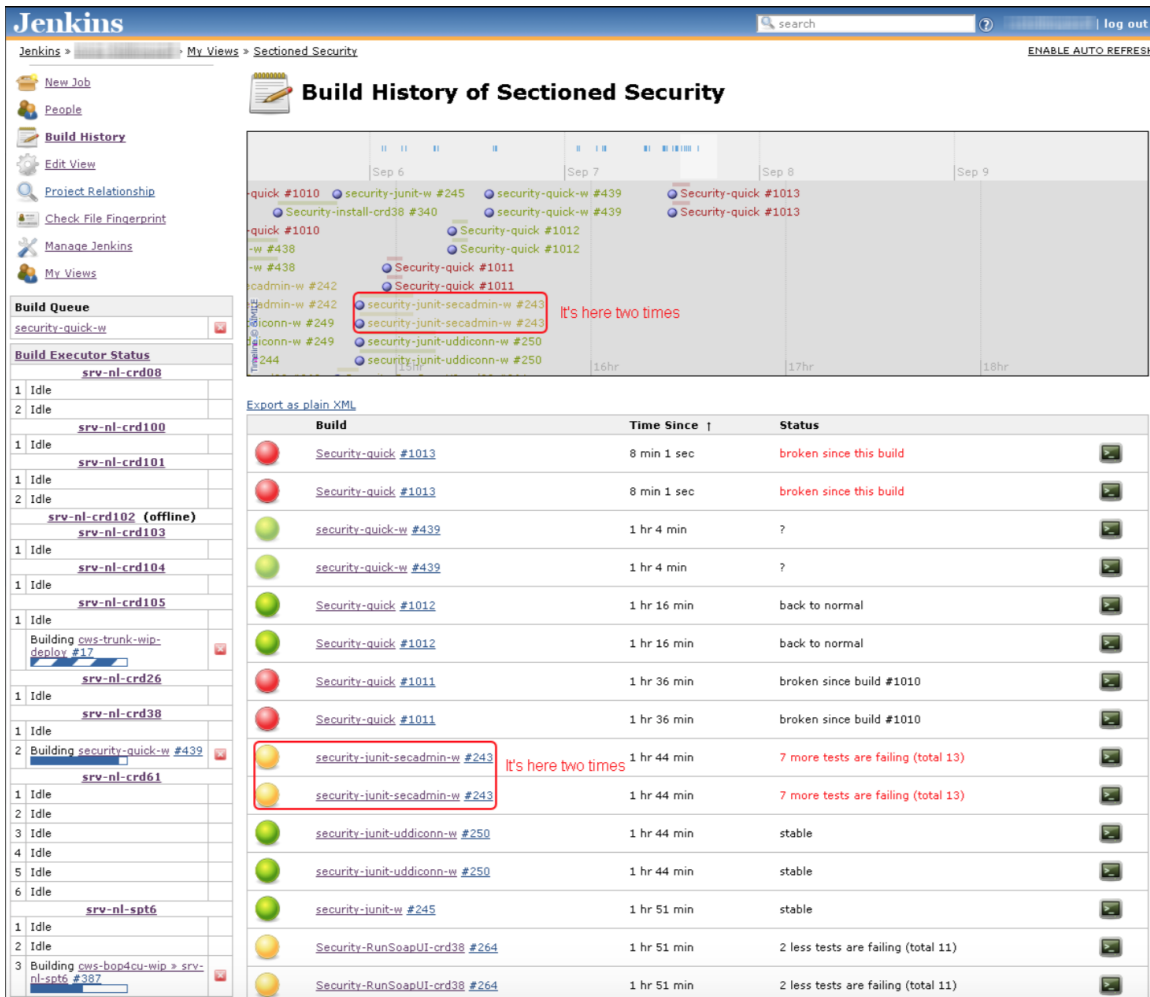 Jenkins
search
| log out
Jenkins » » My Views » Sectioned Security
ENABLE AUTO REFRESH
New Job
People
Build History
Edit View
Project Relationship
Check File Fingerprint
Manage Jenkins
My Views
Build Queue
security-quick-w
Build Executor Status
srv-nl-crd08
1 Idle
2 Idle
srv-nl-crd100
1 Idle
srv-nl-crd101
1 Idle
2 Idle
srv-nl-crd102 (offline)
srv-nl-crd103
1 Idle
srv-nl-crd104
1 Idle
srv-nl-crd105
1 Idle
Building cws-trunk-wip-
deploy #17
srv-nl-crd26
1 Idle
srv-nl-crd38
1 Idle
2 Building security-quick-w #439
srv-nl-crd61
1 Idle
2 Idle
3 Idle
4 Idle
5 Idle
6 Idle
srv-nl-spt6
1 Idle
2 Idle
3 Building cws-bop4cu-wip » srv-
nl-spt6 #387
Build History of Sectioned Security
Sep 6 Sep 7 Sep 8 Sep 9
-quick #1010 security-junit-w #245 security-quick-w #439 Security-quick #1013
Security-install-crd38 #340 security-quick-w #439 Security-quick #1013
-quick #1010 Security-quick #1012
-w #438 Security-quick #1012
-w #438 Security-quick #1011
ecadmin-w #242 Security-quick #1011
admin-w #242 security-junit-secadmin-w #243 It's here two times
diconn-w #249 security-junit-secadmin-w #243
iconn-w #249 security-junit-uddiconn-w #250
244 security-junit-uddiconn-w #250
15hr 16hr 17hr 18hr
Timeline © SIMILE
Export as plain XML
Build Time Since ↑ Status
Security-quick #1013 8 min 1 sec broken since this build
Security-quick #1013 8 min 1 sec broken since this build
security-quick-w #439 1 hr 4 min ?
security-quick-w #439 1 hr 4 min ?
Security-quick #1012 1 hr 16 min back to normal
Security-quick #1012 1 hr 16 min back to normal
Security-quick #1011 1 hr 36 min broken since build #1010
Security-quick #1011 1 hr 36 min broken since build #1010
security-junit-secadmin-w #243 It's here two times 1 hr 44 min 7 more tests are failing (total 13)
security-junit-secadmin-w #243 1 hr 44 min 7 more tests are failing (total 13)
security-junit-uddiconn-w #250 1 hr 44 min stable
security-junit-uddiconn-w #250 1 hr 44 min stable
security-junit-w #245 1 hr 51 min stable
Security-RunSoapUI-crd38 #264 1 hr 51 min 2 less tests are failing (total 11)
Security-RunSoapUI-crd38 #264 1 hr 51 min 2 less tests are failing (total 11)